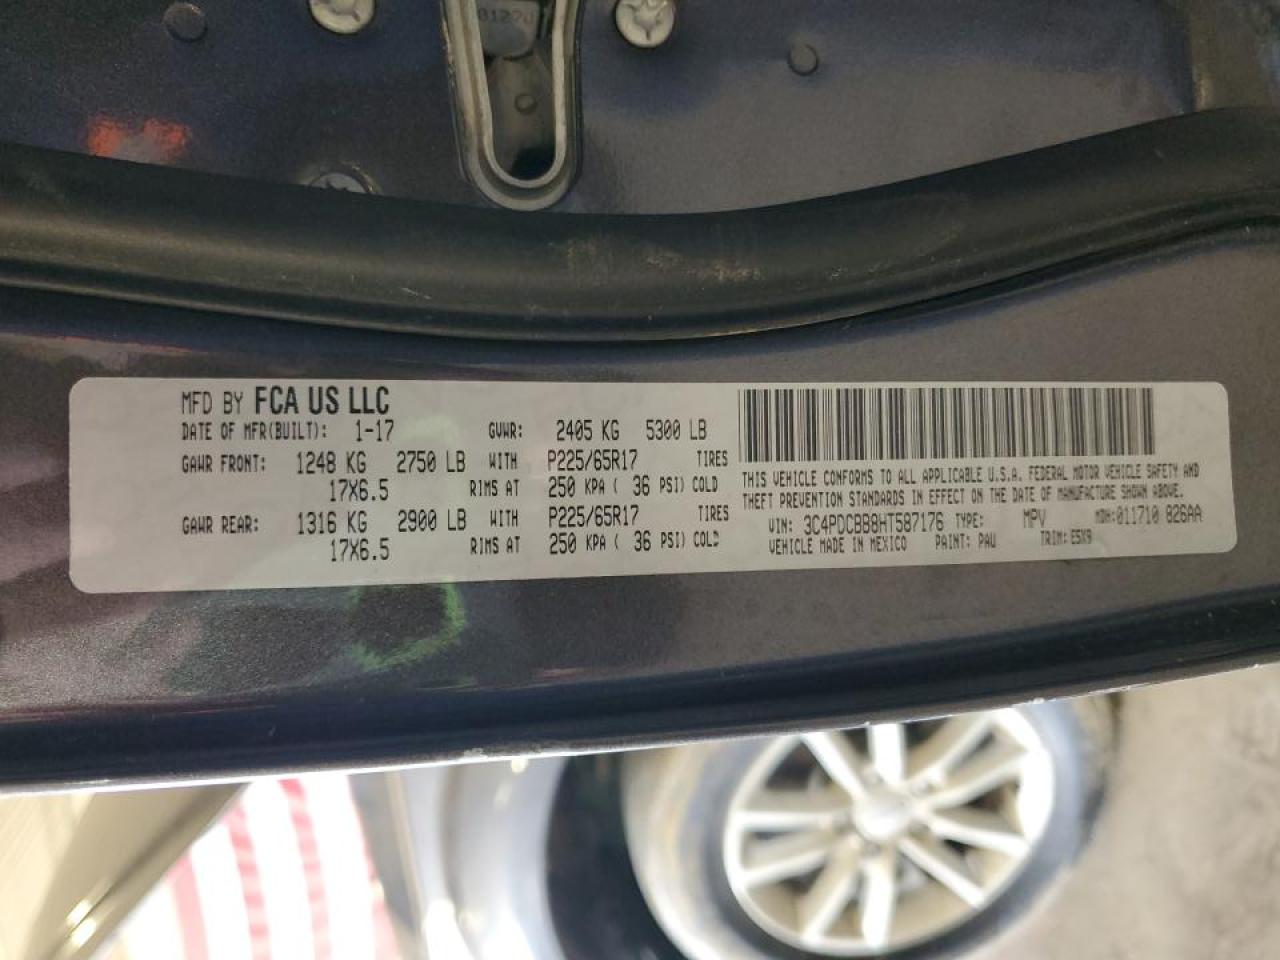 MFD BY FCA US LLC
DATE OF MFR(BUILT): 1-17 GVWR: 2405 KG 5300 LB
GAWR FRONT: 1248 KG 2750 LB WITH P225/65R17 TIRES
17X6.5 RIMS AT 250 KPA ( 36 PSI) COLD
GAWR REAR: 1316 KG 2900 LB WITH P225/65R17 TIRES
17X6.5 RIMS AT 250 KPA ( 36 PSI) COLD
THIS VEHICLE CONFORMS TO ALL APPLICABLE U.S.A. FEDERAL MOTOR VEHICLE SAFETY AND
THEFT PREVENTION STANDARDS IN EFFECT ON THE DATE OF MANUFACTURE SHOWN ABOVE.
VIN: 3C4PDCBB8HT587176 TYPE: MPV MDH:011710 826AA
VEHICLE MADE IN MEXICO PAINT: PAU TRIM: E5X9